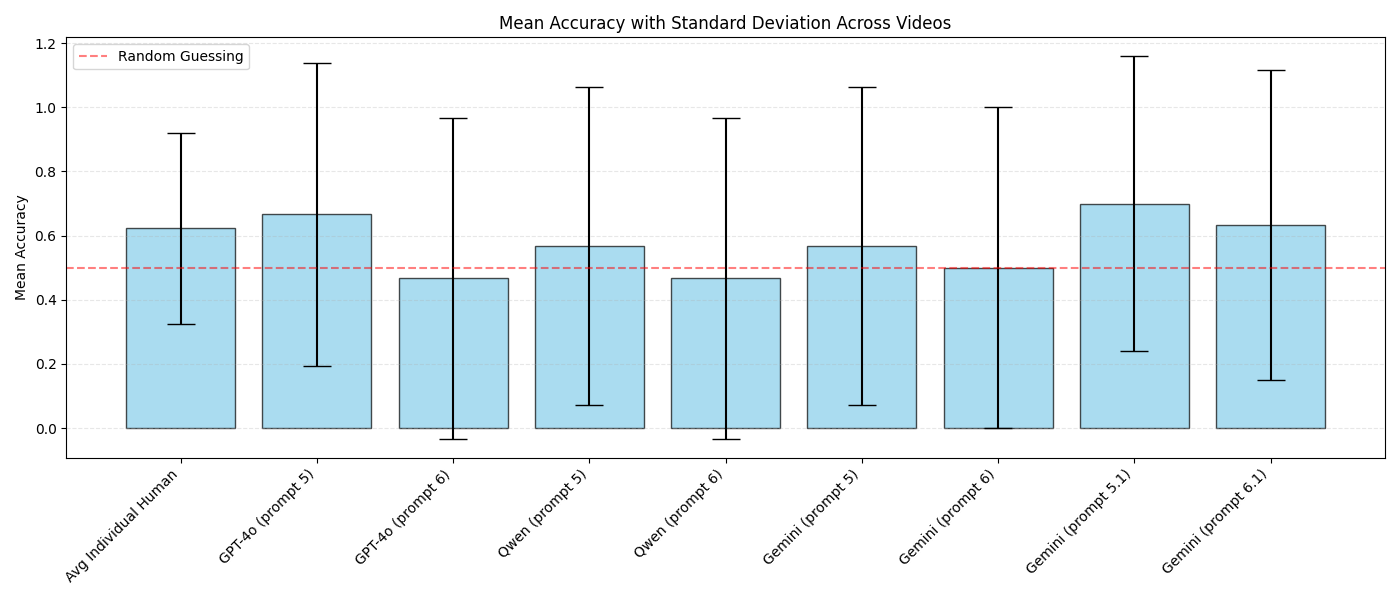 Mean Accuracy with Standard Deviation Across Videos
Random Guessing
Mean Accuracy
1.2
1.0
0.8
0.6
0.4
0.2
0.0
Avg Individual Human
GPT-4o (prompt 5)
GPT-4o (prompt 6)
Qwen (prompt 5)
Qwen (prompt 6)
Gemini (prompt 5)
Gemini (prompt 6)
Gemini (prompt 5.1)
Gemini (prompt 6.1)